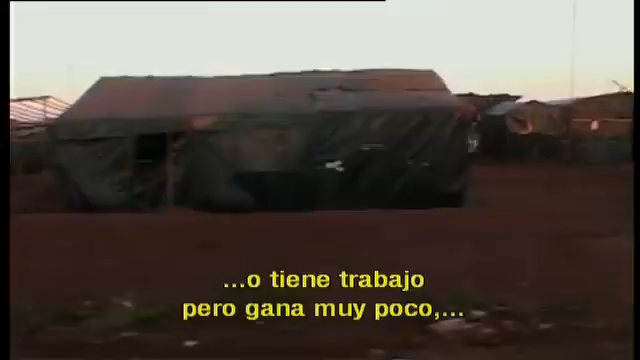 ...o tiene trabajo
pero gana muy poco,...